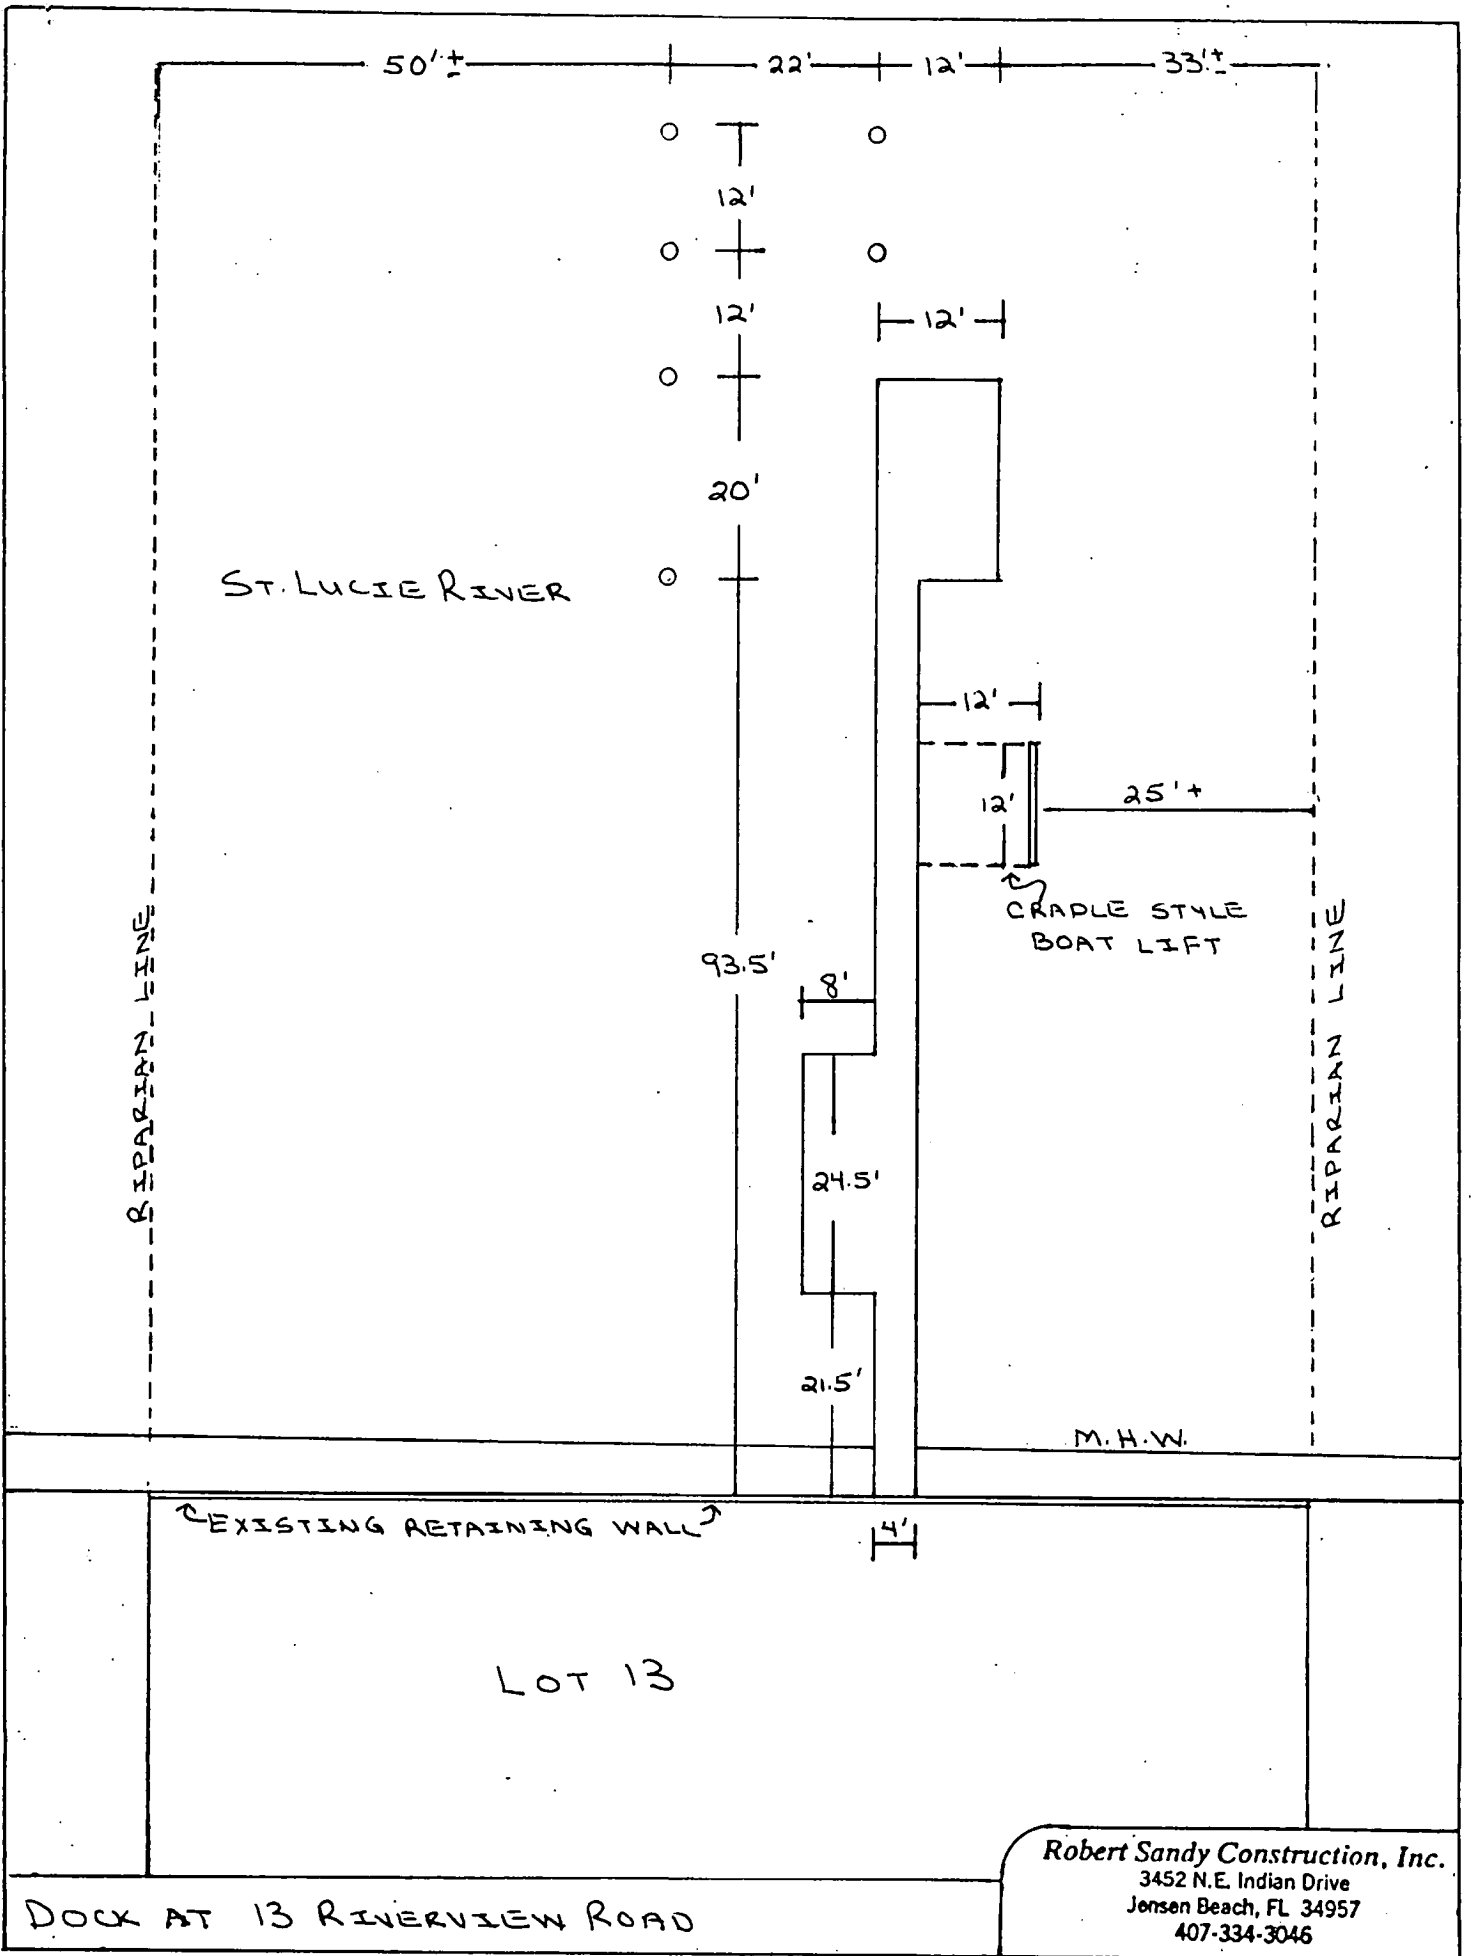 50'± 22' 12' 33'±
12'
12'
12'
20'
ST. LUCIE RIVER
12'
12'
25'+
CRADLE STYLE
BOAT LIFT
RIPARIAN LINE
93.5'
8'
RIPARIAN LINE
24.5'
21.5'
M.H.W.
EXISTING RETAINING WALL
4'
LOT 13
DOCK AT 13 RIVERVIEW ROAD
Robert Sandy Construction, Inc.
3452 N.E. Indian Drive
Jensen Beach, FL 34957
407-334-3046